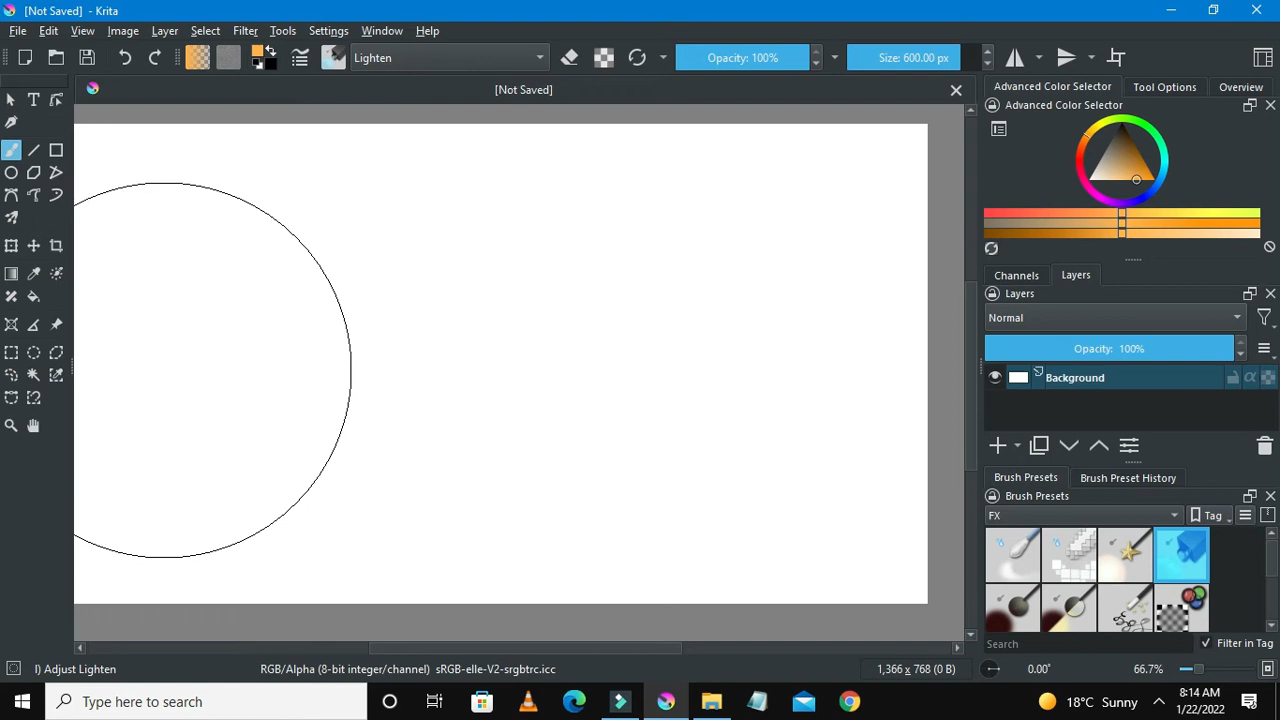 [Not Saved] - Krita
File Edit View Image Layer Select Filter Tools Settings Window Help
Lighten Opacity: 100% Size: 600.00 px
[Not Saved]
Advanced Color Selector Tool Options Overview
Advanced Color Selector
Channels Layers
Layers
Normal
Opacity: 100%
Background
Brush Presets Brush Preset History
Brush Presets
FX Tag
Search Filter in Tag
l) Adjust Lighten RGB/Alpha (8-bit integer/channel) sRGB-elle-V2-srgbtrc.icc 1,366 x 768 (0 B) 0.00° 66.7%
Type here to search 18°C Sunny 8:14 AM
1/22/2022